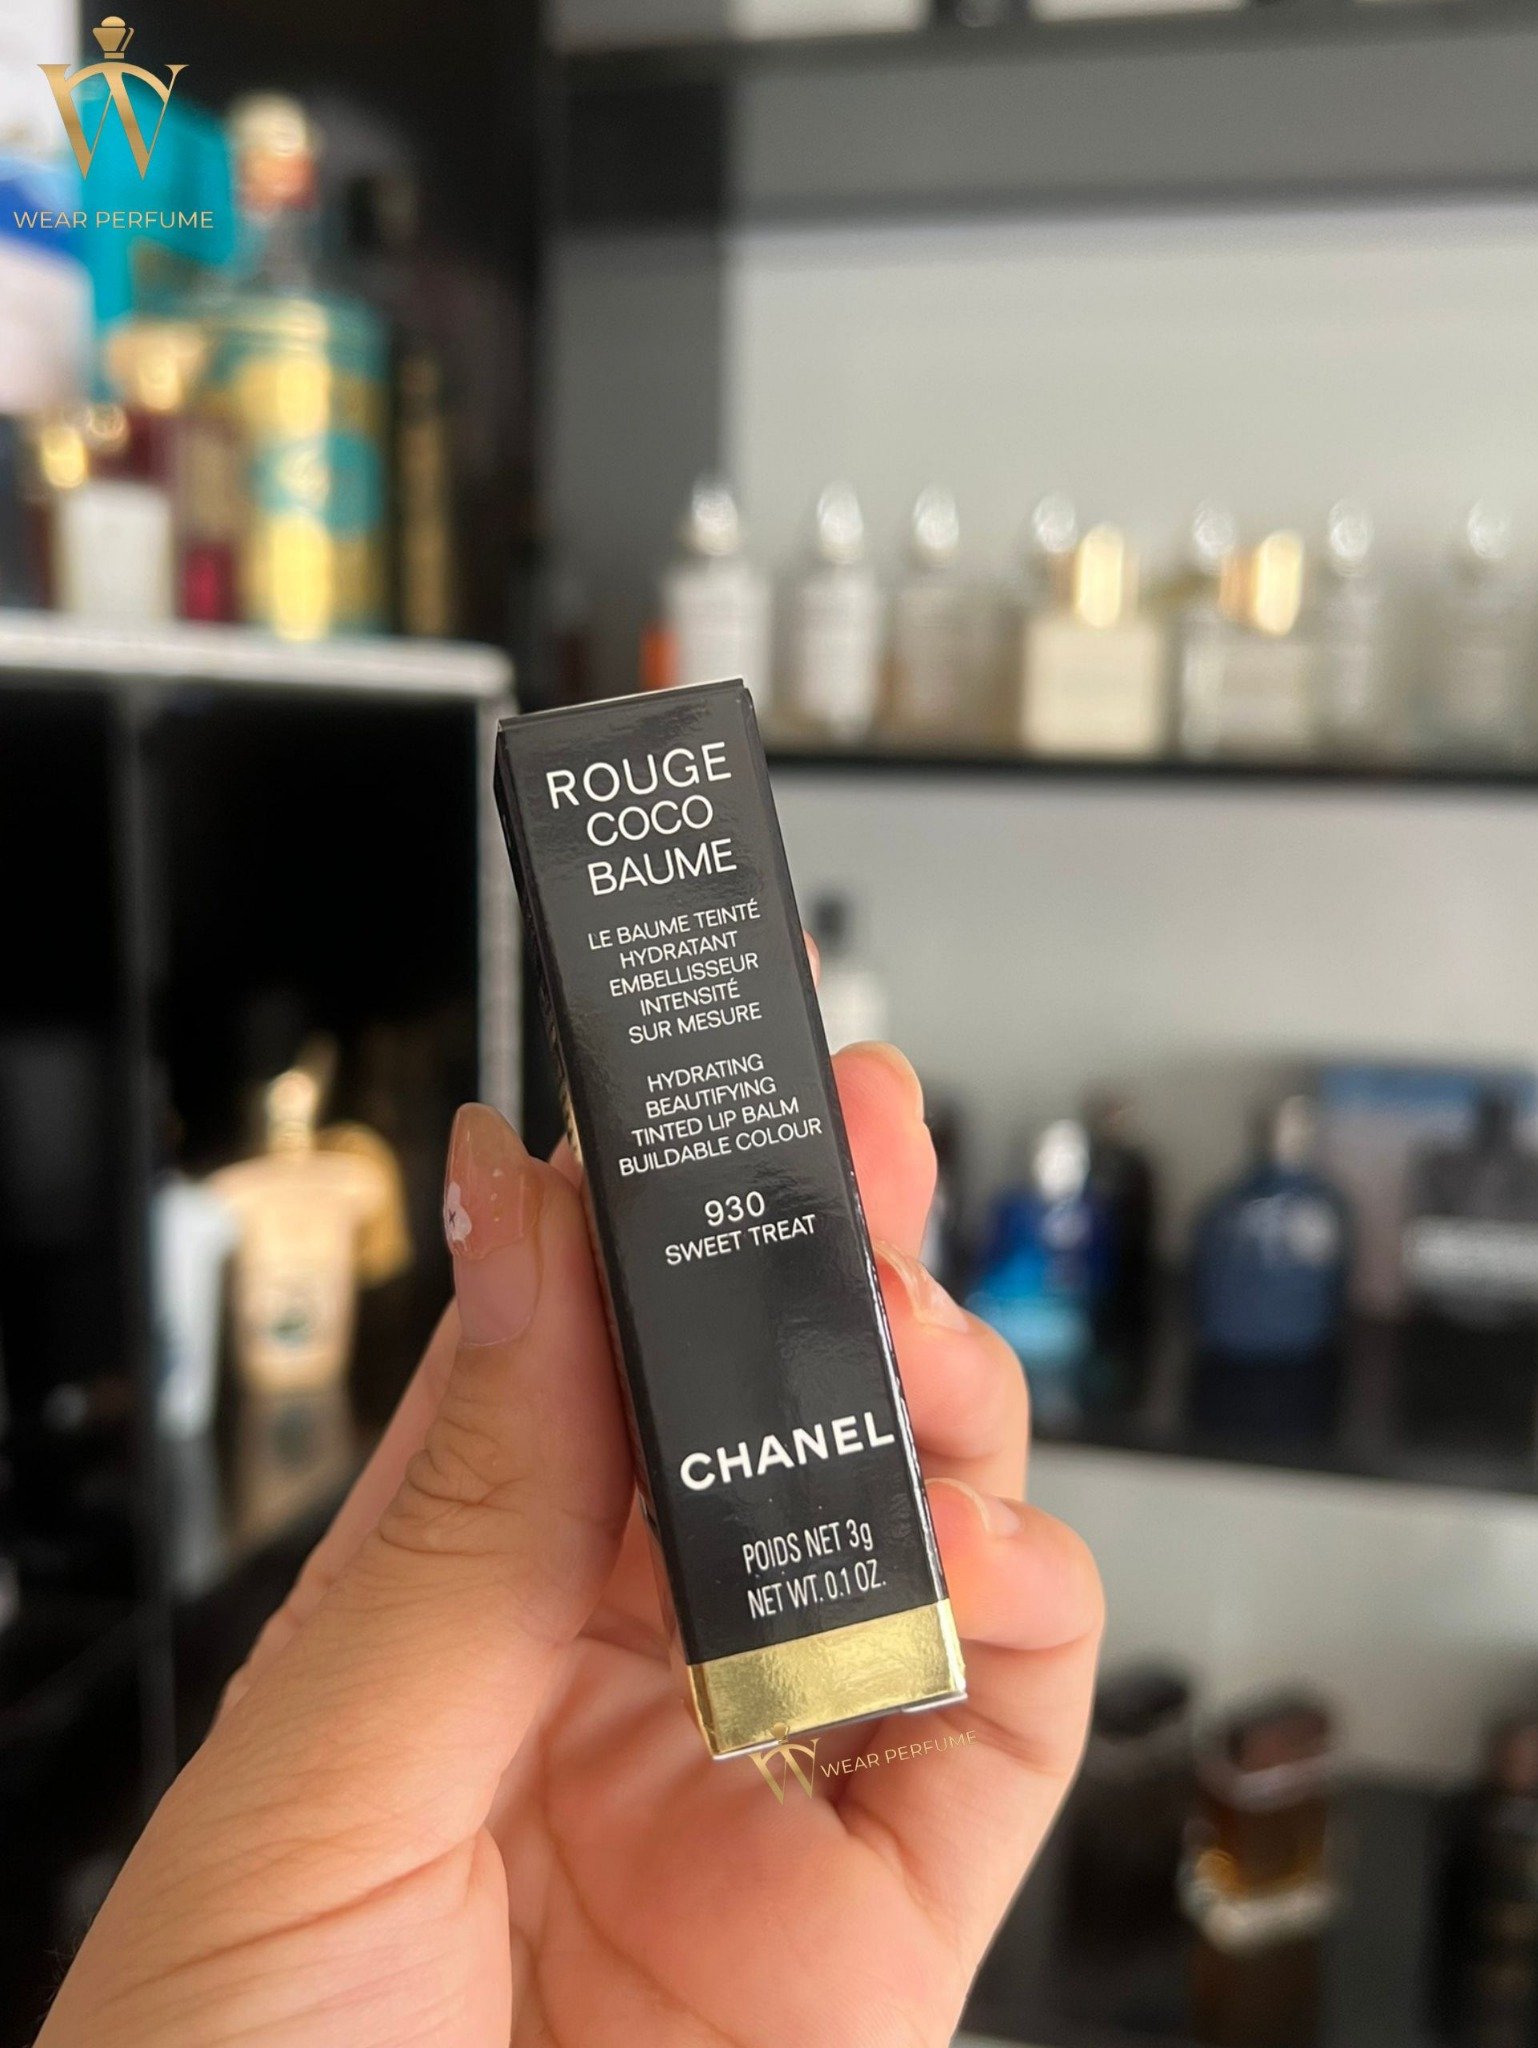 WEAR PERFUME
ROUGE
COCO
BAUME
LE BAUME TEINTÉ
HYDRATANT
EMBELLISSEUR
INTENSITÉ
SUR MESURE
HYDRATING
BEAUTIFYING
TINTED LIP BALM
BUILDABLE COLOUR
930
SWEET TREAT
CHANEL
POIDS NET 3g
NET WT. 0.1 OZ.
WEAR PERFUME